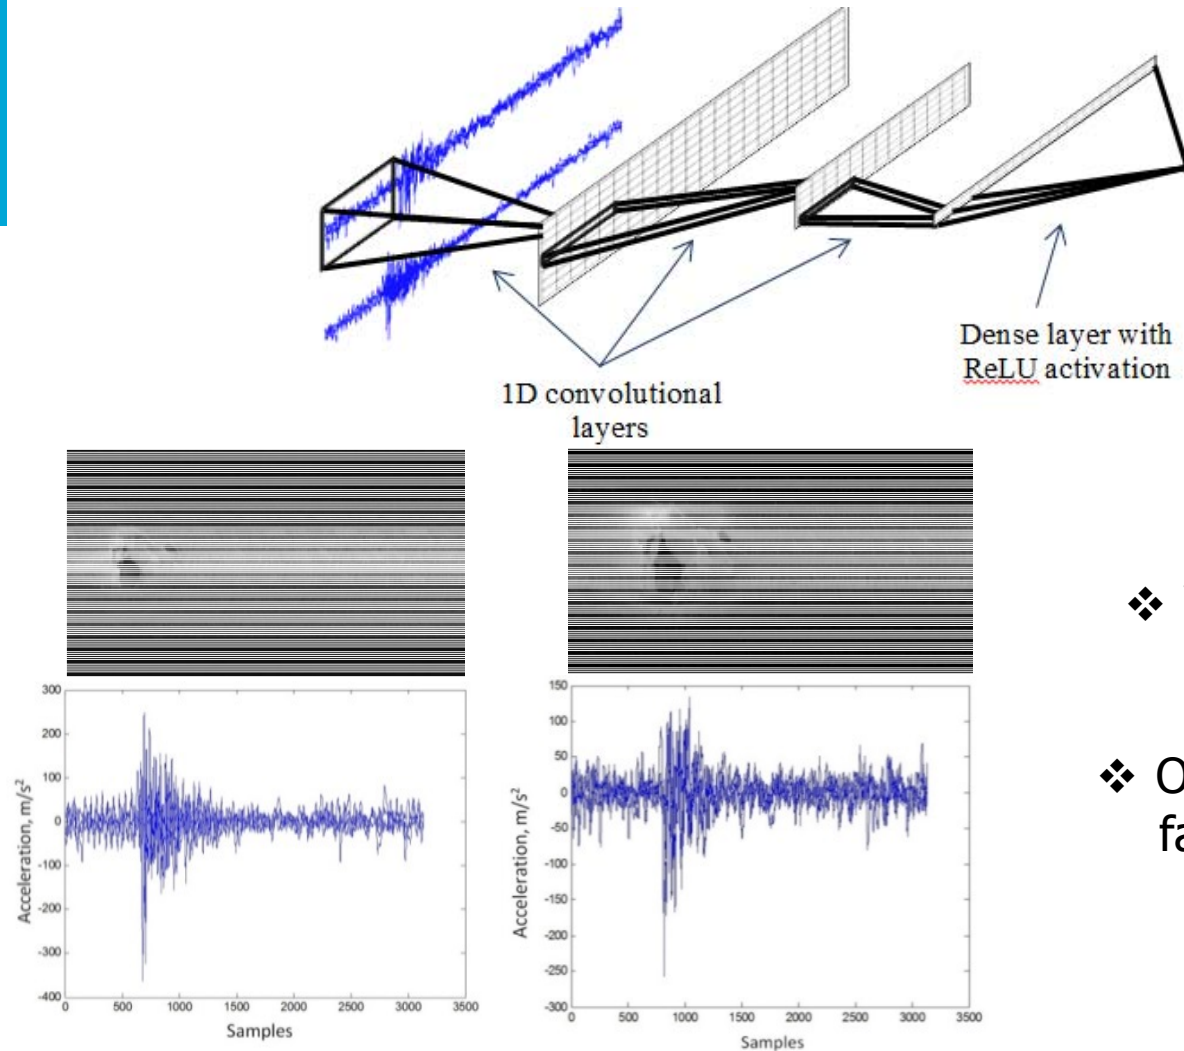 1D convolutional
layers
Dense layer with
ReLU activation
❖
❖ O
fa
300
200
100
0
-100
-200
-300
-400
Acceleration, m/s²
0 500 1000 1500 2000 2500 3000 3500
Samples
150
100
50
0
-50
-100
-150
-200
-250
-300
Acceleration, m/s²
0 500 1000 1500 2000 2500 3000 3500
Samples